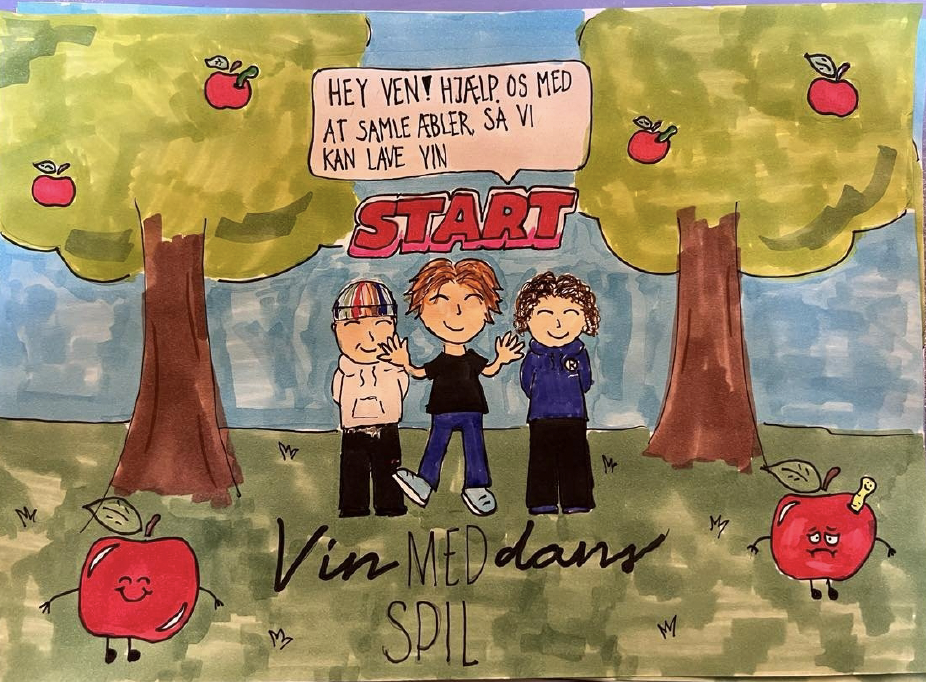 HEY VEN! HJÆLP OS MED
AT SAMLE ÆBLER, SÅ VI
KAN LAVE VIN
START
Vin MED dans
SPIL